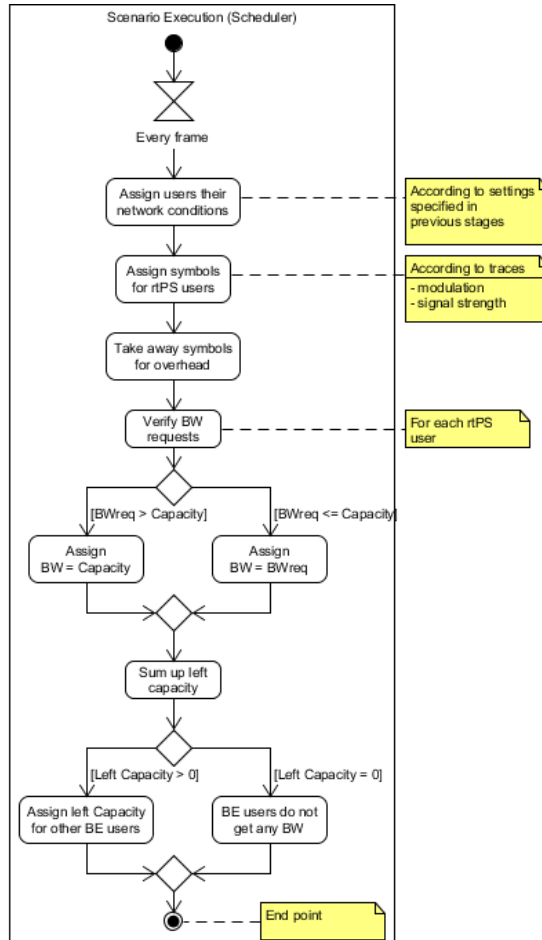 Scenario Execution (Scheduler)
Every frame
Assign users their
network conditions
According to settings
specified in
previous stages
Assign symbols
for rtPS users
According to traces
- modulation
- signal strength
Take away symbols
for overhead
Verify BW
requests
For each rtPS
user
[BWreq > Capacity]
[BWreq <= Capacity]
Assign
BW = Capacity
Assign
BW = BWreq
Sum up left
capacity
[Left Capacity > 0]
[Left Capacity = 0]
Assign left Capacity
for other BE users
BE users do not
get any BW
End point